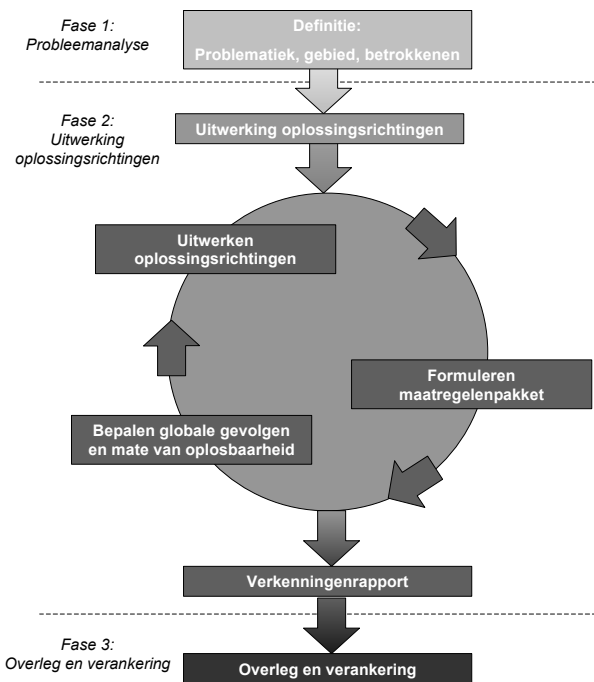 Fase 1:
Probleemanalyse
Definitie:
Problematiek, gebied, betrokkenen
Fase 2:
Uitwerking
oplossingsrichtingen
Uitwerking oplossingsrichtingen
Uitwerken
oplossingsrichtingen
Formuleren
maatregelenpakket
Bepalen globale gevolgen
en mate van oplosbaarheid
Verkenningenrapport
Fase 3:
Overleg en verankering
Overleg en verankering